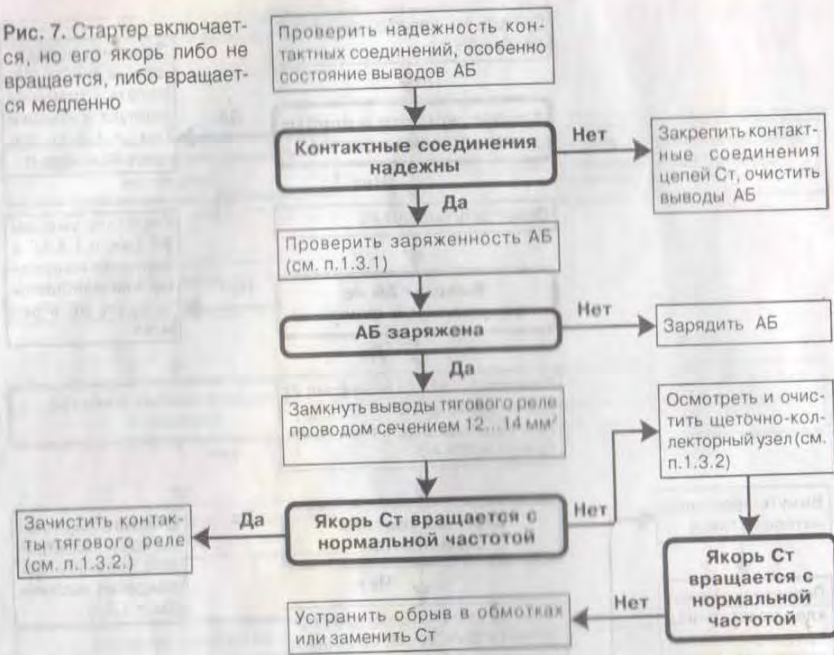 Рис. 7. Стартер включает-
ся, но его якорь либо не
вращается, либо вращает-
ся медленно
Проверить надежность кон-
тактных соединений, особенно
состояние выводов АБ
Контактные соединения
надежны
Нет
Закрепить контакт-
ные соединения
цепей Ст, очистить
выводы АБ
Да
Проверить заряженность АБ
(см. п.1.3.1)
АБ заряжена
Нет
Зарядить АБ
Да
Замкнуть выводы тягового реле
проводом сечением 12...14 мм²
Осмотреть и очис-
тить щеточно-кол-
лекторный узел (см.
п.1.3.2)
Якорь Ст вращается с
нормальной частотой
Да
Нет
Зачистить контак-
ты тягового реле
(см. п.1.3.2.)
Якорь Ст
вращается с
нормальной
частотой
Нет
Устранить обрыв в обмотках
или заменить Ст